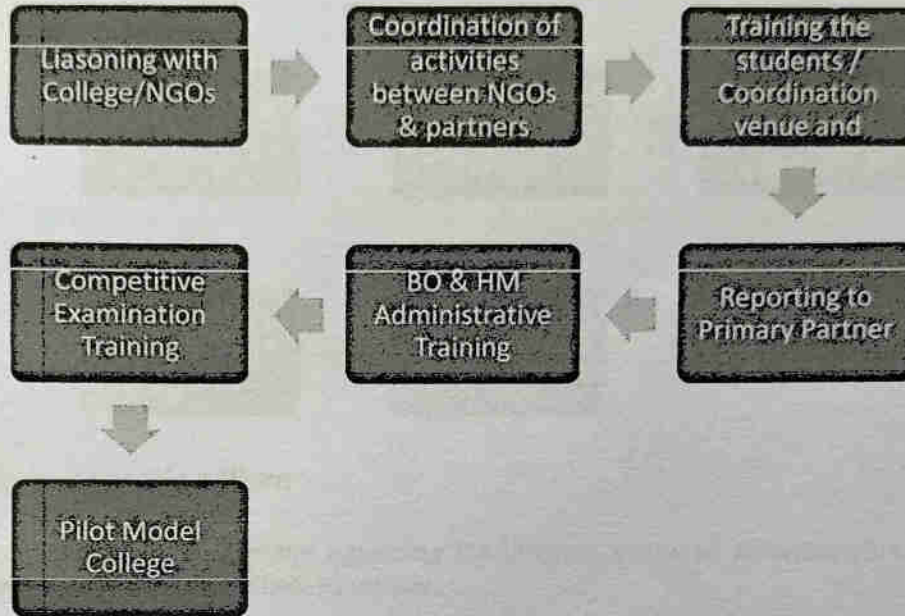 Liasoning with
College/NGOs
Coordination of
activities
between NGOs
& partners
Training the
students /
Coordination
venue and
Reporting to
Primary Partner
BO & HM
Administrative
Training
Competitive
Examination
Training
Pilot Model
College